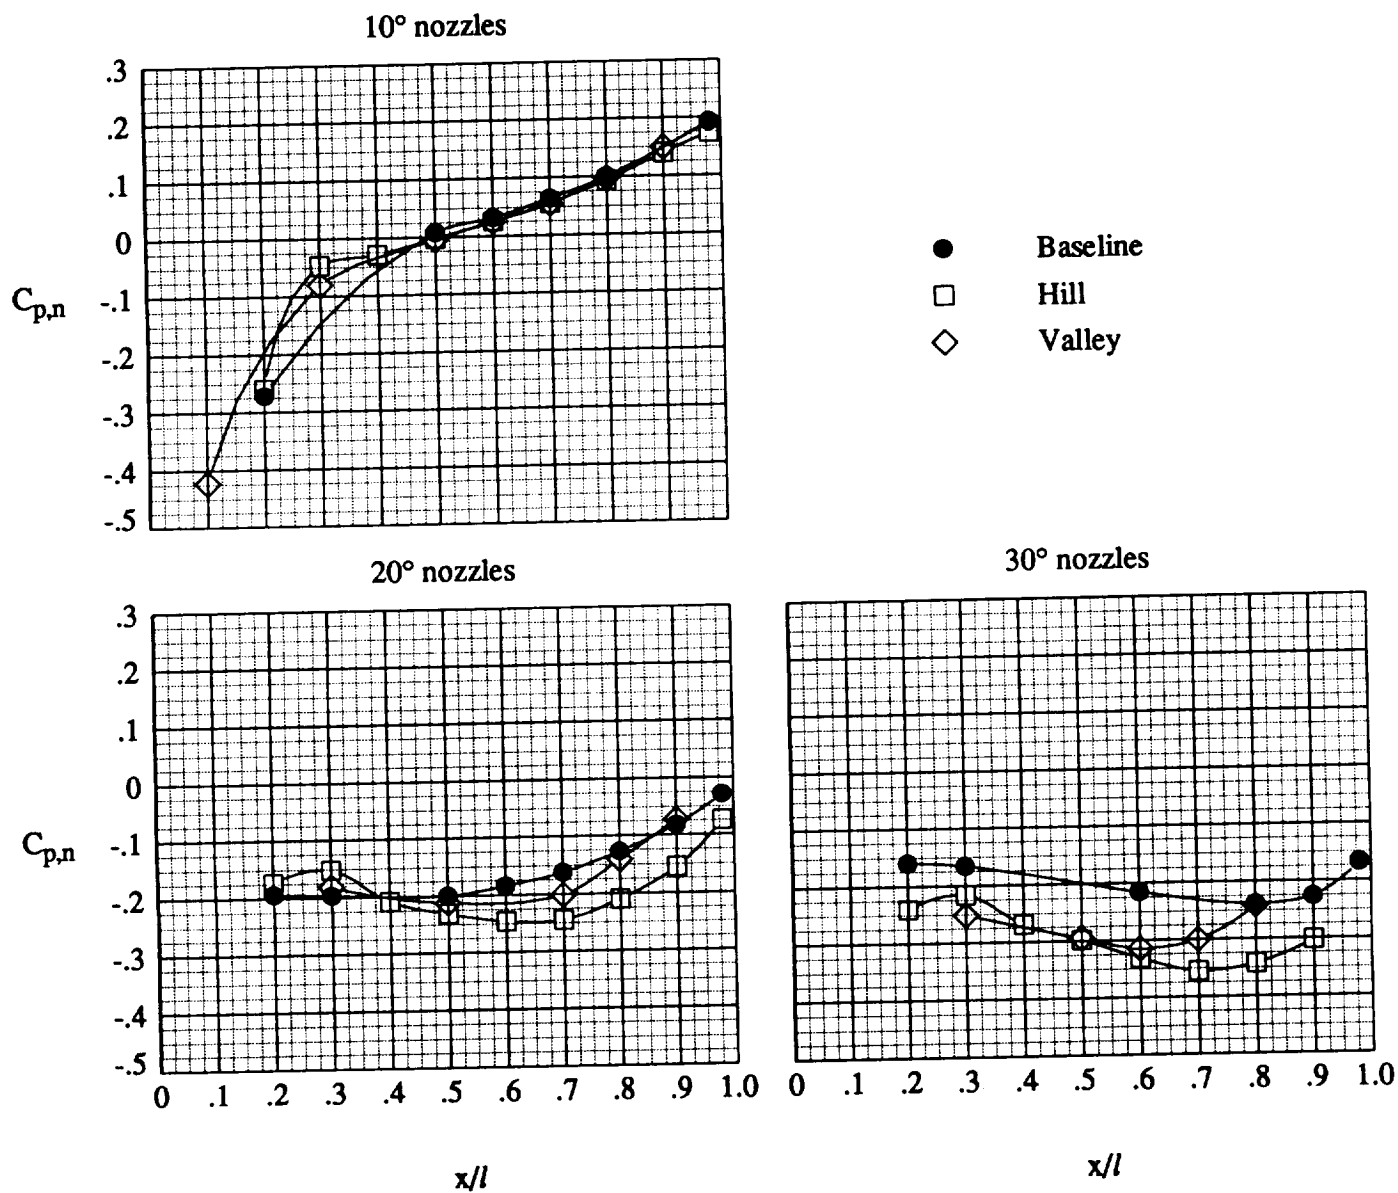 10° nozzles
.3
.2
.1
0
-.1
-.2
-.3
-.4
-.5
C_{p,n}
Baseline
Hill
Valley
20° nozzles
.3
.2
.1
0
-.1
-.2
-.3
-.4
-.5
C_{p,n}
0 .1 .2 .3 .4 .5 .6 .7 .8 .9 1.0
x/l
30° nozzles
0 .1 .2 .3 .4 .5 .6 .7 .8 .9 1.0
x/l